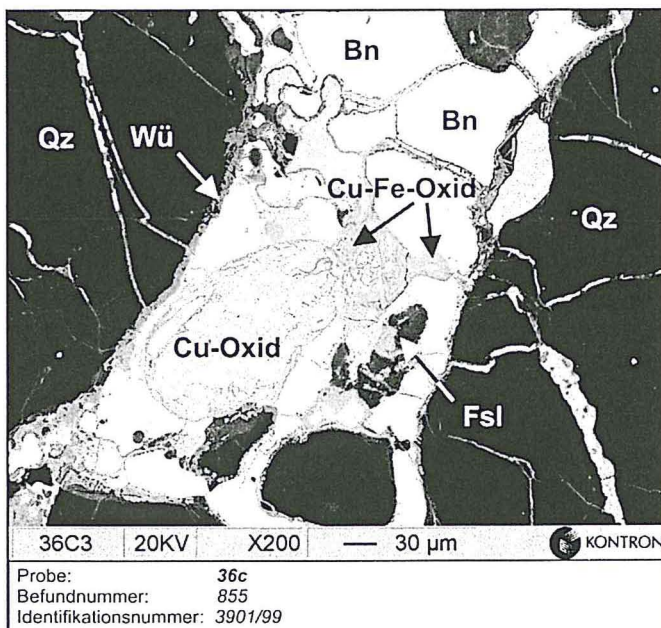 Bn
Bn
Qz
Wü
Cu-Fe-Oxid
Qz
Cu-Oxid
Fsl
36C3 20KV X200 30 µm KONTRON
Probe: 36c
Befundnummer: 855
Identifikationsnummer: 3901/99